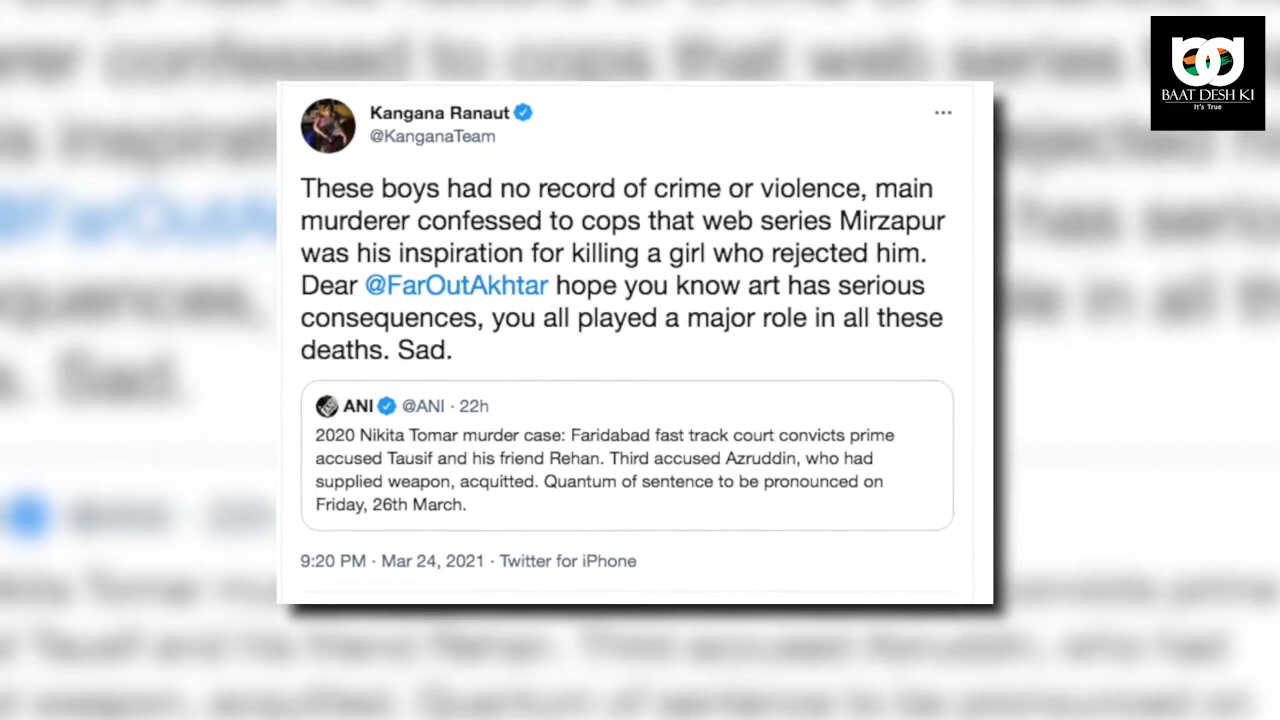 BAAT DESH KI
It's True
Kangana Ranaut
@KanganaTeam
These boys had no record of crime or violence, main
murderer confessed to cops that web series Mirzapur
was his inspiration for killing a girl who rejected him.
Dear @FarOutAkhtar hope you know art has serious
consequences, you all played a major role in all these
deaths. Sad.
ANI @ANI · 22h
2020 Nikita Tomar murder case: Faridabad fast track court convicts prime
accused Tausif and his friend Rehan. Third accused Azruddin, who had
supplied weapon, acquitted. Quantum of sentence to be pronounced on
Friday, 26th March.
9:20 PM · Mar 24, 2021 · Twitter for iPhone